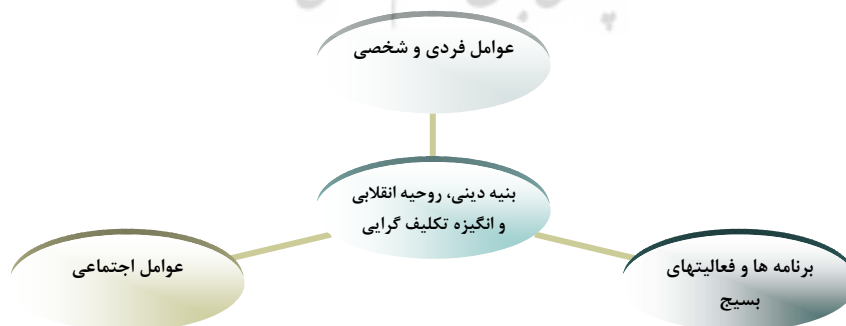 عوامل فردی و شخصی
بنیه دینی، روحیه انقلابی
و انگیزه تکلیف گرایی
عوامل اجتماعی
برنامه ها و فعالیتهای
بسیج